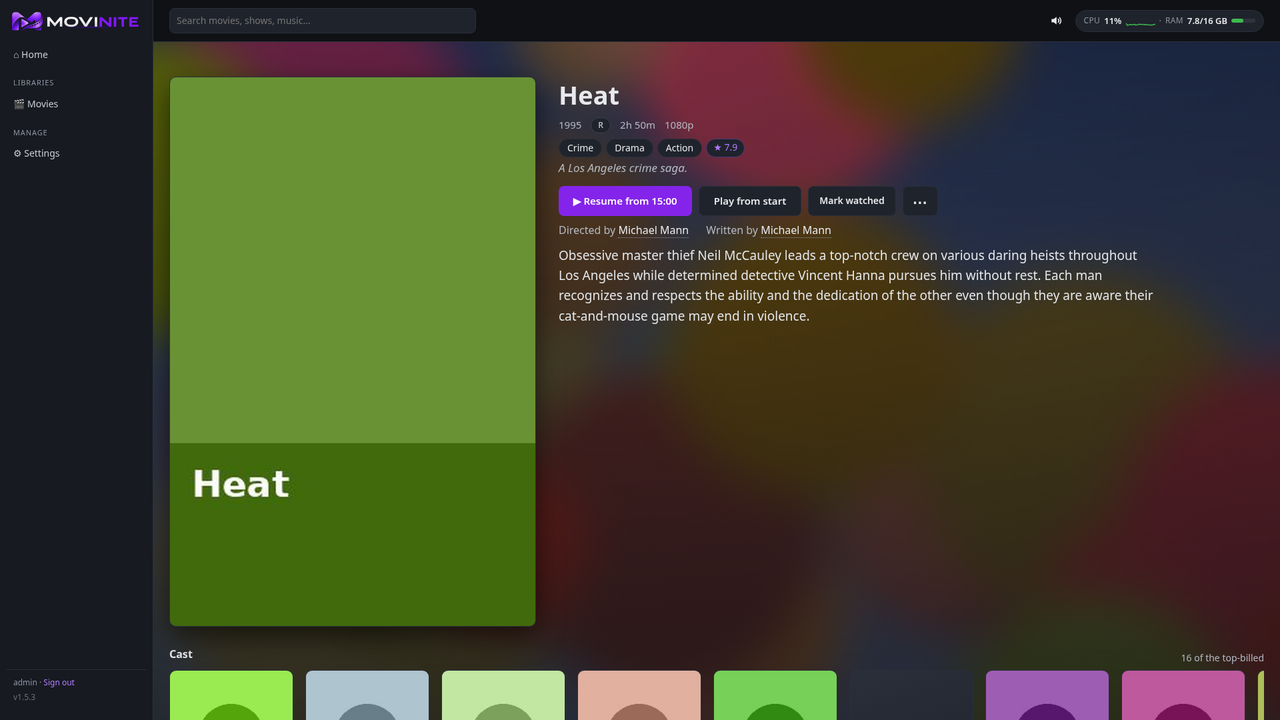 MOVINITE
Search movies, shows, music...
CPU 11% · RAM 7.8/16 GB
⌂ Home
LIBRARIES
🎬 Movies
MANAGE
⚙ Settings
Heat
1995 R 2h 50m 1080p
Crime Drama Action ★ 7.9
A Los Angeles crime saga.
▶ Resume from 15:00 Play from start Mark watched ...
Directed by Michael Mann Written by Michael Mann
Obsessive master thief Neil McCauley leads a top-notch crew on various daring heists throughout
Los Angeles while determined detective Vincent Hanna pursues him without rest. Each man
recognizes and respects the ability and the dedication of the other even though they are aware their
cat-and-mouse game may end in violence.
Heat
Cast
16 of the top-billed
admin · Sign out
v1.5.3